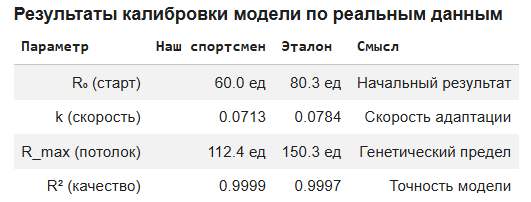 Результаты калибровки модели по реальным данным
Параметр Наш спортсмен Эталон Смысл
R₀ (старт) 60.0 ед 80.3 ед Начальный результат
k (скорость) 0.0713 0.0784 Скорость адаптации
R_max (потолок) 112.4 ед 150.3 ед Генетический предел
R² (качество) 0.9999 0.9997 Точность модели